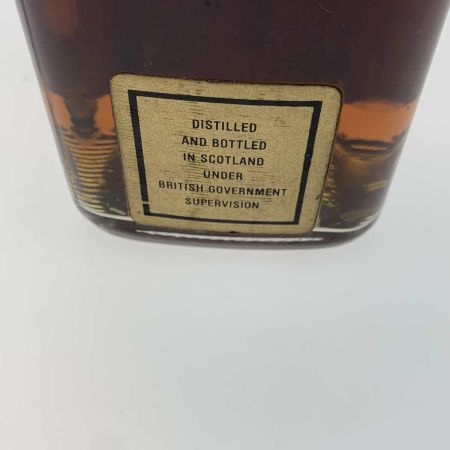 DISTILLED
AND BOTTLED
IN SCOTLAND
UNDER
BRITISH GOVERNMENT
SUPERVISION